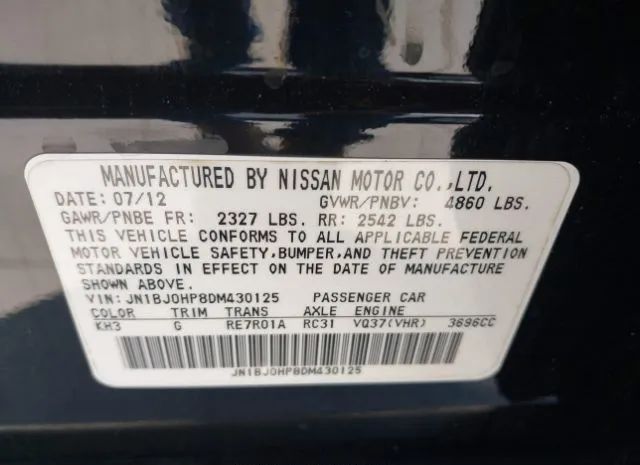 MANUFACTURED BY NISSAN MOTOR CO.,LTD.
DATE: 07/12 GVWR/PNBV: 4860 LBS.
GAWR/PNBE FR: 2327 LBS. RR: 2542 LBS.
THIS VEHICLE CONFORMS TO ALL APPLICABLE FEDERAL
MOTOR VEHICLE SAFETY,BUMPER,AND THEFT PREVENTION
STANDARDS IN EFFECT ON THE DATE OF MANUFACTURE
SHOWN ABOVE.
VIN: JN1BJ0HP8DM430125 PASSENGER CAR
COLOR TRIM TRANS AXLE ENGINE
KH3 G RE7R01A RC31 VQ37(VHR) 3696CC
JN1BJ0HP8DM430125